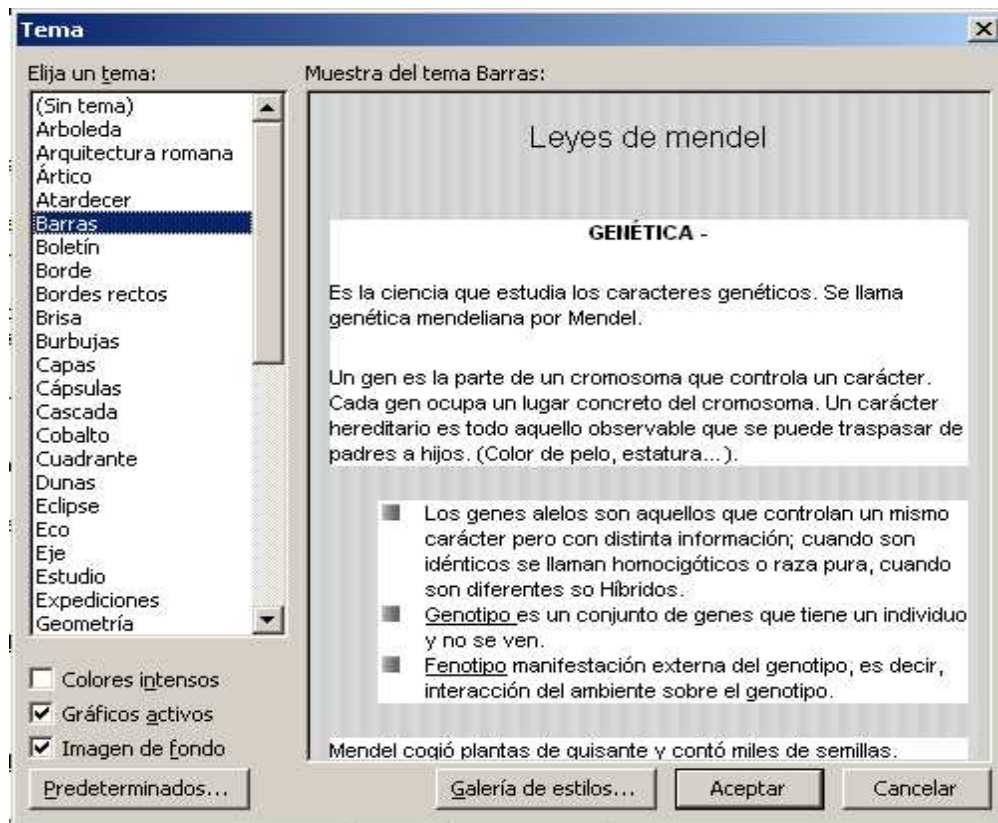 Tema
Elija un tema:
Muestra del tema Barras:
(Sin tema)
Arboleda
Arquitectura romana
Ártico
Atardecer
Barras
Boletín
Borde
Bordes rectos
Brisa
Burbujas
Capas
Cápsulas
Cascada
Cobalto
Cuadrante
Dunas
Eclipse
Eco
Eje
Estudio
Expediciones
Geometría
Colores intensos
Gráficos activos
Imagen de fondo
Leyes de mendel
GENÉTICA -
Es la ciencia que estudia los caracteres genéticos. Se llama
genética mendeliana por Mendel.
Un gen es la parte de un cromosoma que controla un carácter.
Cada gen ocupa un lugar concreto del cromosoma. Un carácter
hereditario es todo aquello observable que se puede traspasar de
padres a hijos. (Color de pelo, estatura...).
Los genes alelos son aquellos que controlan un mismo
carácter pero con distinta información; cuando son
idénticos se llaman homocigóticos o raza pura, cuando
son diferentes so Híbridos.
Genotipo es un conjunto de genes que tiene un individuo
y no se ven.
Fenotipo manifestación externa del genotipo, es decir,
interacción del ambiente sobre el genotipo.
Mendel cogió plantas de guisante y contó miles de semillas.
Predeterminados...
Galería de estilos...
Aceptar
Cancelar